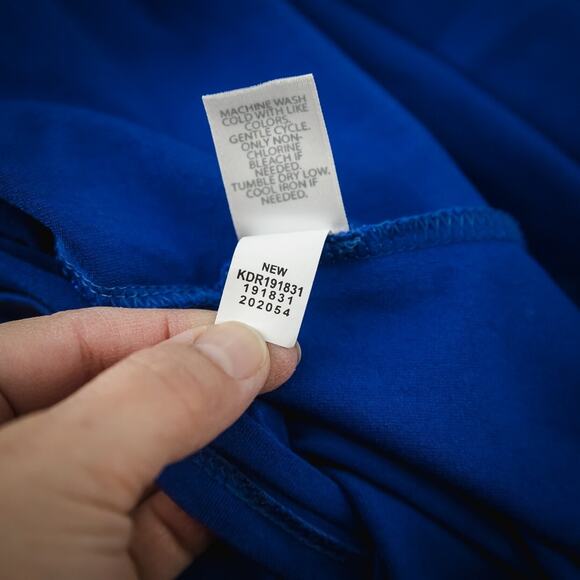 MACHINE WASH
COLD WITH LIKE
COLORS.
GENTLE CYCLE.
ONLY NON-
CHLORINE
BLEACH IF
NEEDED.
TUMBLE DRY LOW.
COOL IRON IF
NEEDED.
NEW
KDR191831
191831
202054